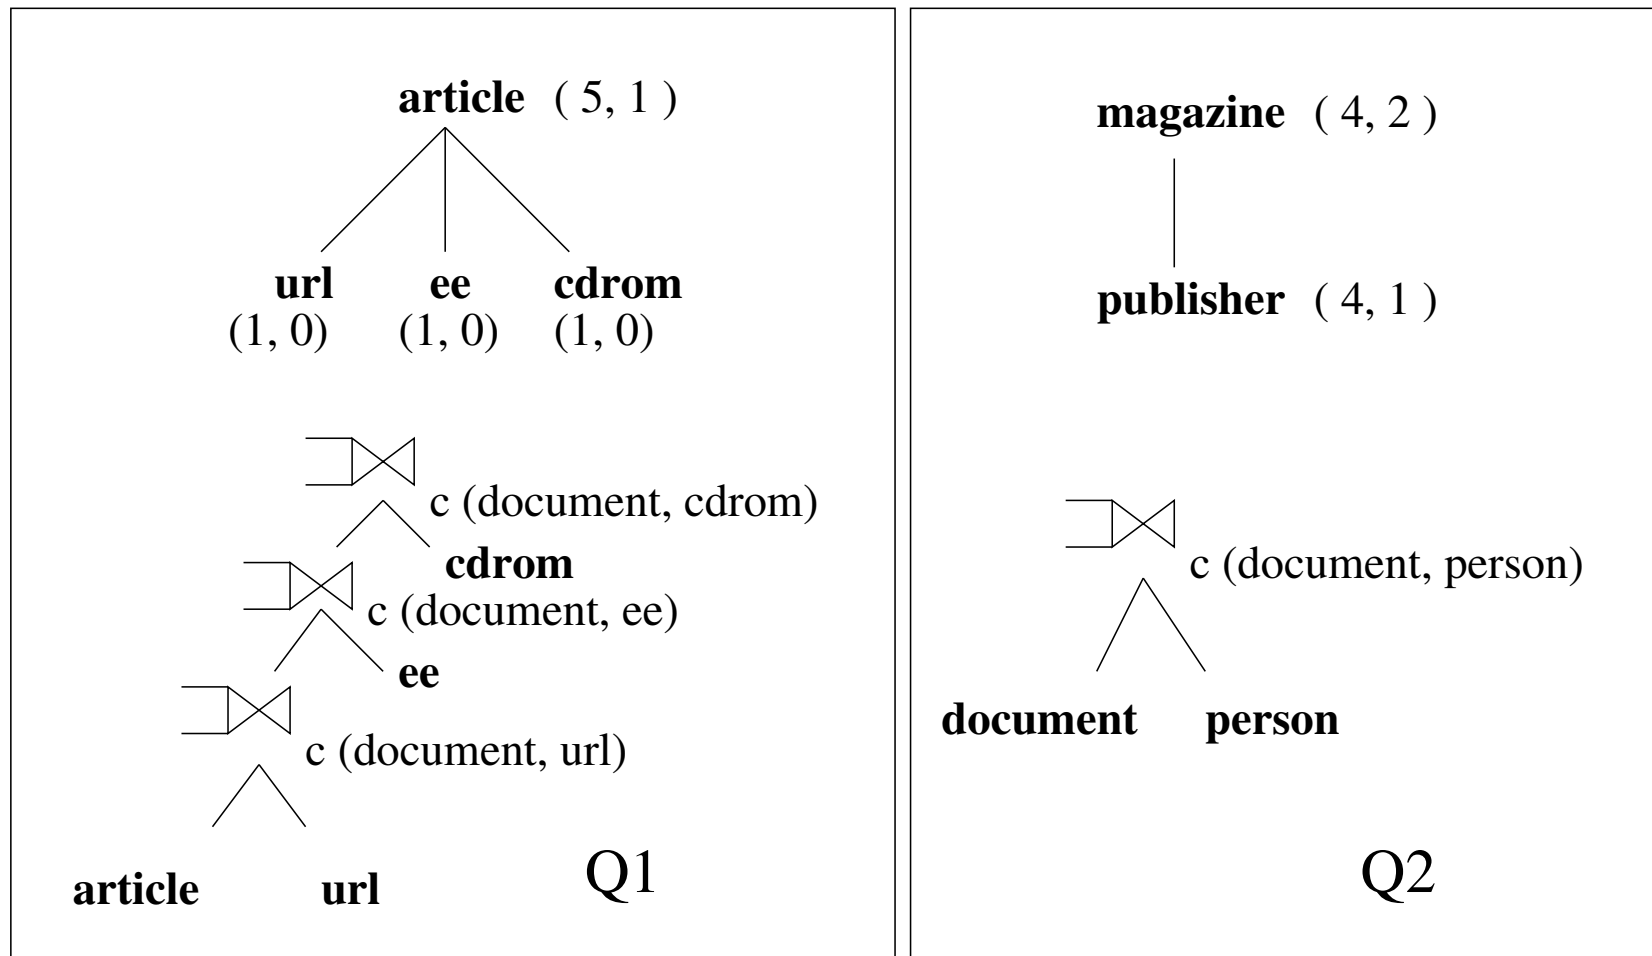 article ( 5, 1 )
url ee cdrom
(1, 0) (1, 0) (1, 0)
c (document, cdrom)
cdrom
c (document, ee)
ee
c (document, url)
article url
Q1
magazine ( 4, 2 )
publisher ( 4, 1 )
c (document, person)
document person
Q2